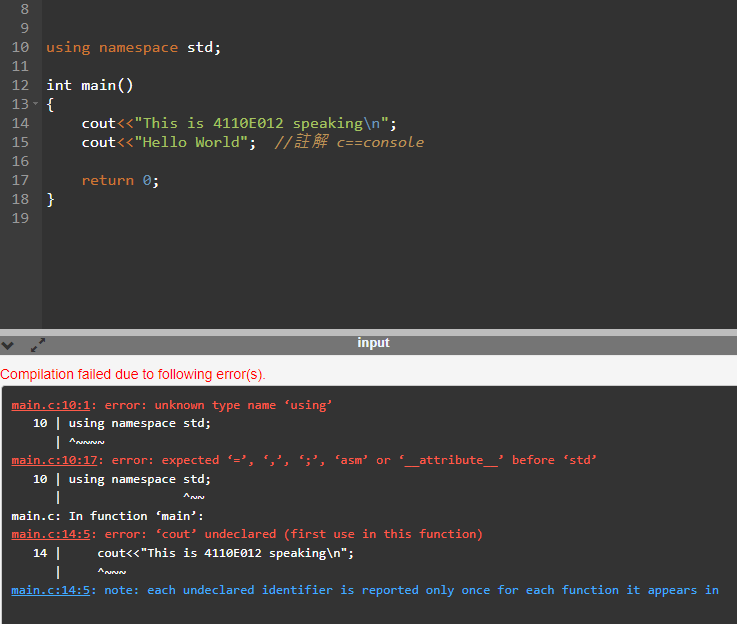 8
9
10 using namespace std;
11
12 int main()
13 {
14     cout<<"This is 4110E012 speaking\n";
15     cout<<"Hello World";  //註解 c==console
16
17     return 0;
18 }
19
input
Compilation failed due to following error(s).
main.c:10:1: error: unknown type name ‘using’
   10 | using namespace std;
      | ^~~~~
main.c:10:17: error: expected ‘=’, ‘,’, ‘;’, ‘asm’ or ‘__attribute__’ before ‘std’
   10 | using namespace std;
      |                 ^~~
main.c: In function ‘main’:
main.c:14:5: error: ‘cout’ undeclared (first use in this function)
   14 |     cout<<"This is 4110E012 speaking\n";
      |     ^~~~
main.c:14:5: note: each undeclared identifier is reported only once for each function it appears in